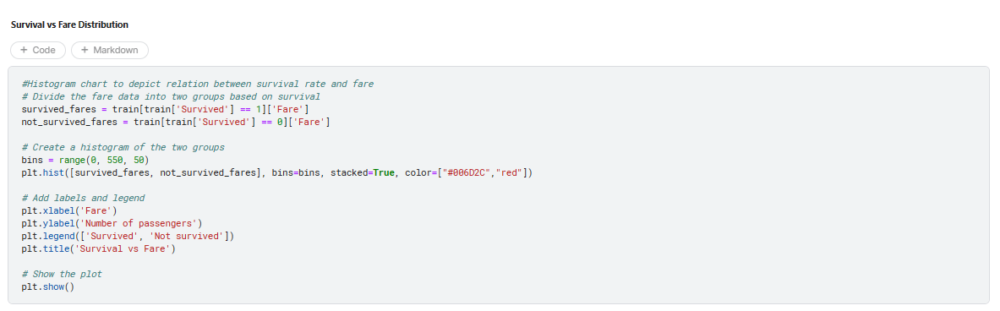 Survival vs Fare Distribution
+ Code + Markdown
#Histogram chart to depict relation between survival rate and fare
# Divide the fare data into two groups based on survival
survived_fares = train[train['Survived'] == 1]['Fare']
not_survived_fares = train[train['Survived'] == 0]['Fare']
# Create a histogram of the two groups
bins = range(0, 550, 50)
plt.hist([survived_fares, not_survived_fares], bins=bins, stacked=True, color=["#006D2C","red"])
# Add labels and legend
plt.xlabel('Fare')
plt.ylabel('Number of passengers')
plt.legend(['Survived', 'Not survived'])
plt.title('Survival vs Fare')
# Show the plot
plt.show()